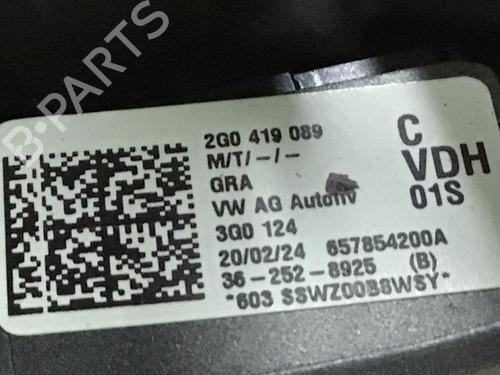 B-PARTS
2G0 419 089 C
M/T/-/- VDH
GRA 01S
VW AG Autoliv
3G0 124
20/02/24 657854200A
36-252-8925 (B)
*603 SSWZ00B8WSY*